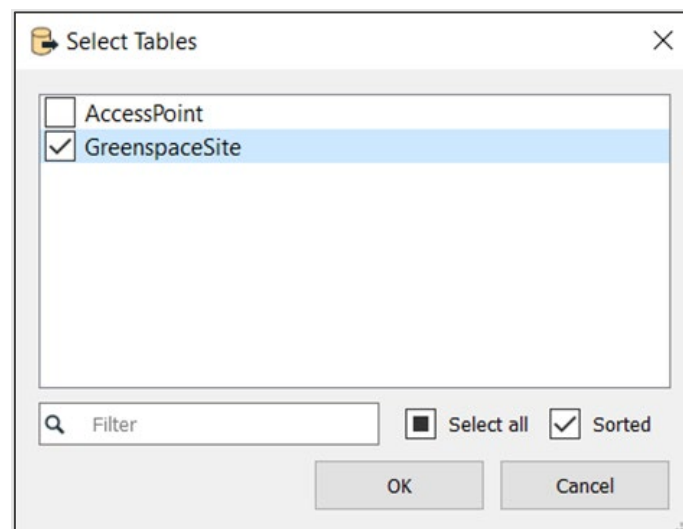 Select Tables
AccessPoint
GreenspaceSite
Filter
Select all
Sorted
OK
Cancel